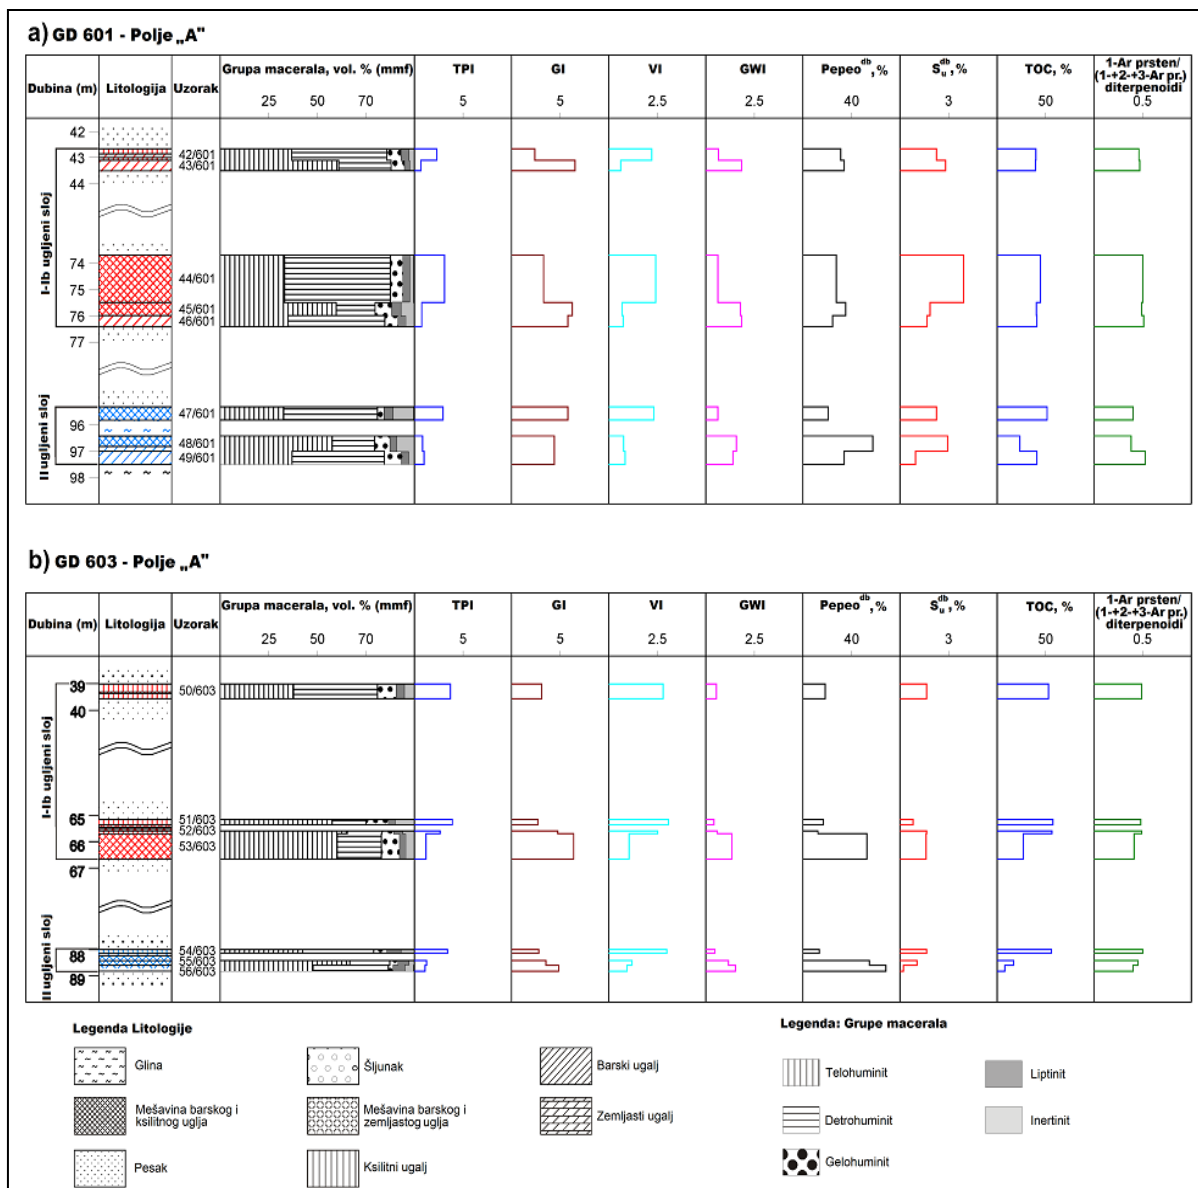 a) GD 601 - Polje „A"
Dubina (m) Litologija Uzorak Grupa macerala, vol. % (mmf) TPI GI VI GWI Pepeo db, % S u db, % TOC, % 1-Ar prsten/ (1-+2-+3-Ar pr.) diterpenoidi
25 50 70 5 5 2.5 2.5 40 3 50 0.5
I-Ib ugljeni sloj
42
43 42/601
43/601
44
74
44/601
75
45/601
76 46/601
77
II ugljeni sloj
47/601
96
48/601
97 49/601
98
b) GD 603 - Polje „A"
Dubina (m) Litologija Uzorak Grupa macerala, vol. % (mmf) TPI GI VI GWI Pepeo db, % S u db, % TOC, % 1-Ar prsten/ (1-+2-+3-Ar pr.) diterpenoidi
25 50 70 5 5 2.5 2.5 40 3 50 0.5
I-Ib ugljeni sloj
39 50/603
40
65 51/603
52/603
66 53/603
67
II ugljeni sloj
88 54/603
55/603
56/603
89
Legenda Litologije
Glina
Šljunak
Barski ugalj
Mešavina barskog i
ksilitnog uglja
Mešavina barskog i
zemljastog uglja
Zemljasti ugalj
Pesak
Ksilitni ugalj
Legenda: Grupe macerala
Telohuminit
Liptinit
Detrohuminit
Inertinit
Gelohuminit